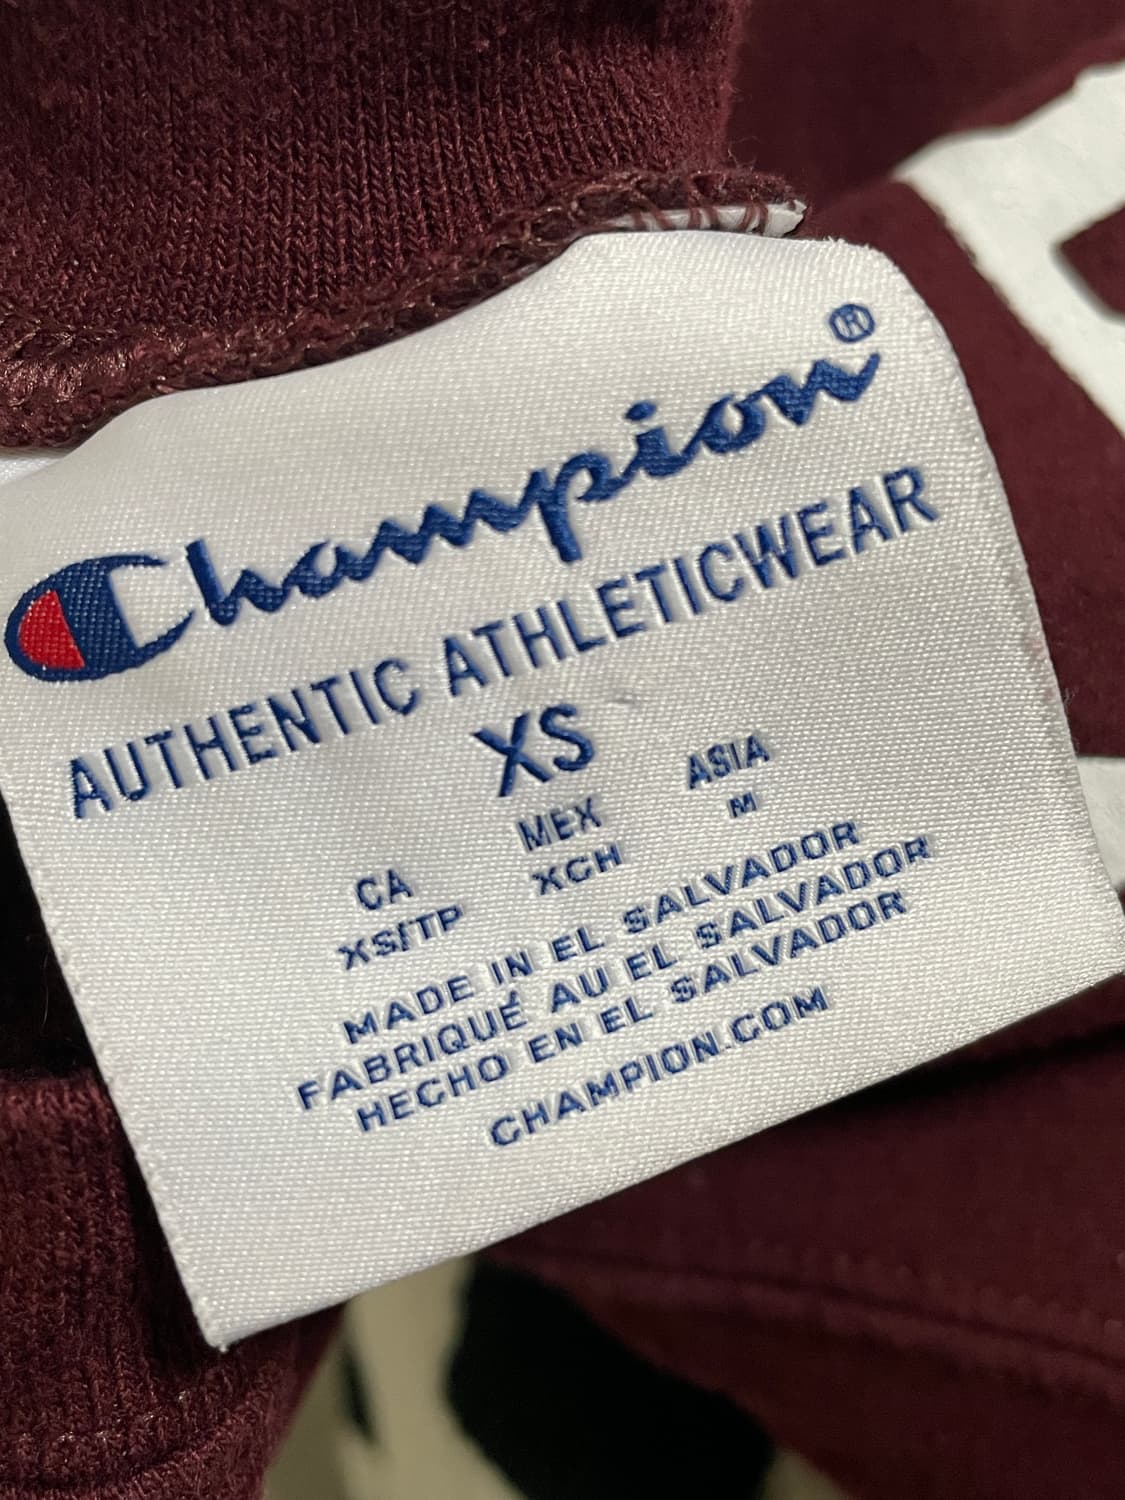 Champion®
AUTHENTIC ATHLETICWEAR
XS
CA MEX ASIA
XS/TP XCH M
MADE IN EL SALVADOR
FABRIQUÉ AU EL SALVADOR
HECHO EN EL SALVADOR
CHAMPION.COM